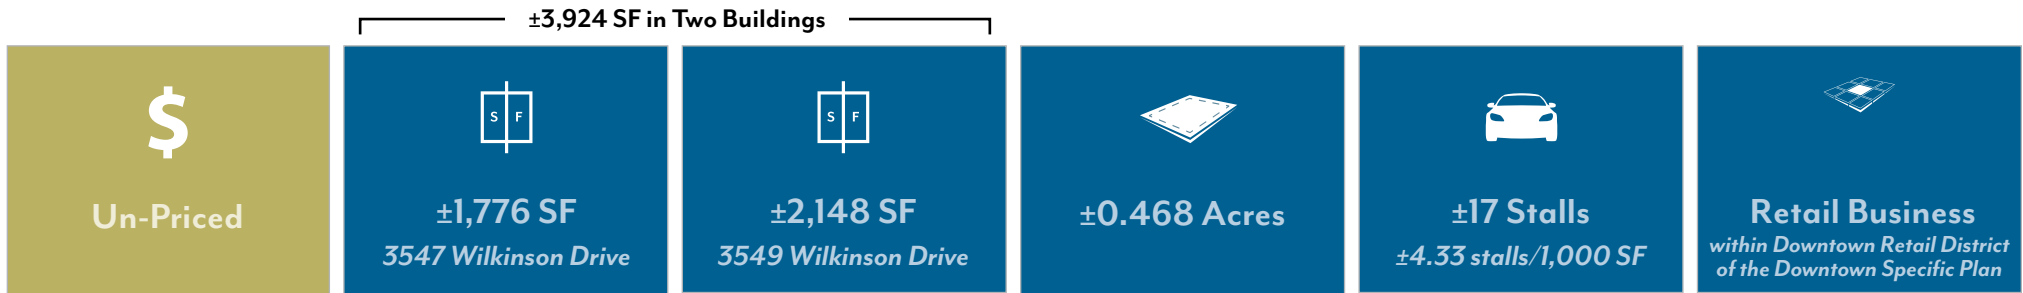 ±3,924 SF in Two Buildings
$
Un-Priced
S F
±1,776 SF
3547 Wilkinson Drive
S F
±2,148 SF
3549 Wilkinson Drive
±0.468 Acres
±17 Stalls
±4.33 stalls/1,000 SF
Retail Business
within Downtown Retail District
of the Downtown Specific Plan